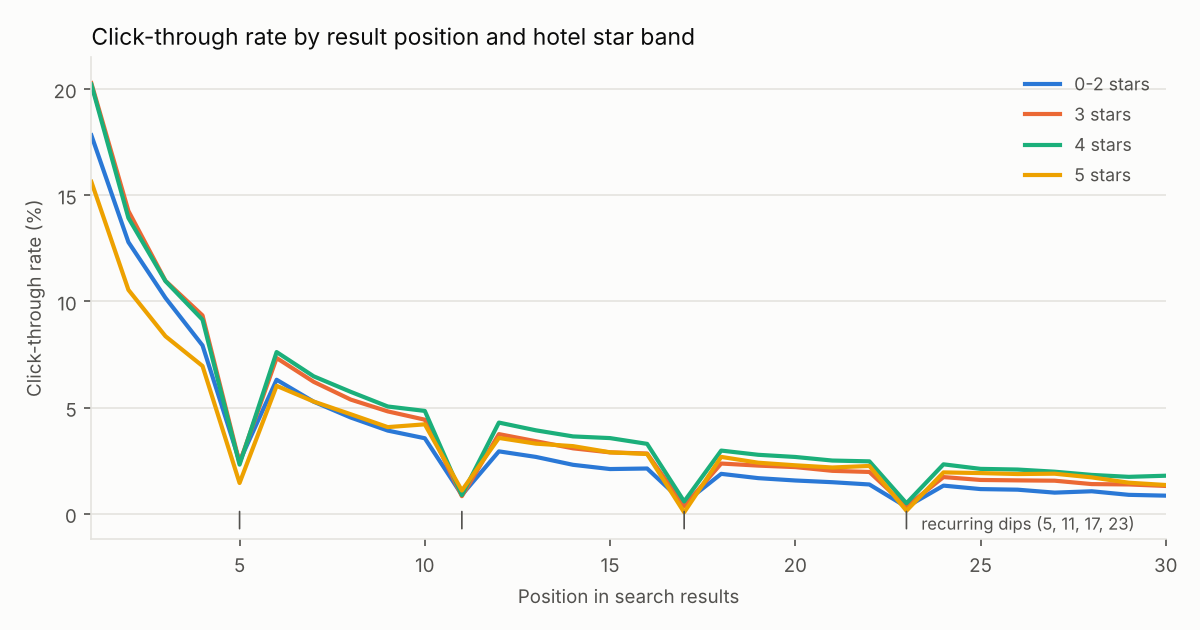 Click-through rate by result position and hotel star band
0-2 stars
3 stars
4 stars
5 stars
Click-through rate (%)
20
15
10
5
0
recurring dips (5, 11, 17, 23)
5
10
15
20
25
30
Position in search results